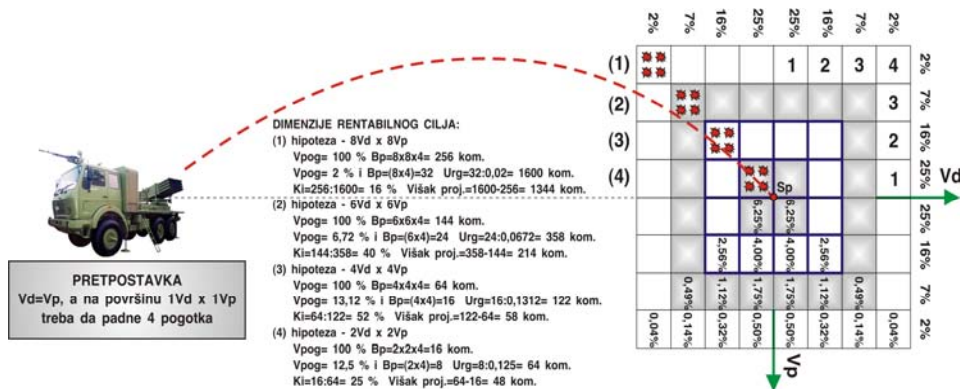 2% 7% 16% 25% 25% 16% 7% 2%
(1) 1 2 3 4 2%
(2) 3 7%
(3) 2 16%
(4) 1 25%
Sp
Vd
6,25% 6,25% 25%
2,56% 4,00% 4,00% 2,56% 16%
0,49% 1,12% 1,75% 1,75% 1,12% 0,49% 7%
0,04% 0,14% 0,32% 0,50% 0,50% 0,32% 0,14% 0,04% 2%
Vp
DIMENZIJE RENTABILNOG CILJA:
(1) hipoteza - 8Vd x 8Vp
Vpog= 100 % Bp=8x8x4= 256 kom.
Vpog= 2 % i Bp=(8x4)=32 Urg=32:0,02= 1600 kom.
Ki=256:1600= 16 % Višak proj.=1600-256= 1344 kom.
(2) hipoteza - 6Vd x 6Vp
Vpog= 100 % Bp=6x6x4= 144 kom.
Vpog= 6,72 % i Bp=(6x4)=24 Urg=24:0,0672= 358 kom.
Ki=144:358= 40 % Višak proj.=358-144= 214 kom.
(3) hipoteza - 4Vd x 4Vp
Vpog= 100 % Bp=4x4x4= 64 kom.
Vpog= 13,12 % i Bp=(4x4)=16 Urg=16:0,1312= 122 kom.
Ki=64:122= 52 % Višak proj.=122-64= 58 kom.
(4) hipoteza - 2Vd x 2Vp
Vpog= 100 % Bp=2x2x4=16 kom.
Vpog= 12,5 % i Bp=(2x4)=8 Urg=8:0,125= 64 kom.
Ki=16:64= 25 % Višak proj.=64-16= 48 kom.
PRETPOSTAVKA
Vd=Vp, a na površinu 1Vd x 1Vp
treba da padne 4 pogotka